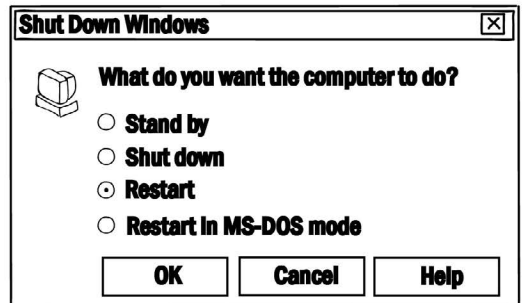 Shut Down Windows
What do you want the computer to do?
Stand by
Shut down
Restart
Restart in MS-DOS mode
OK Cancel Help